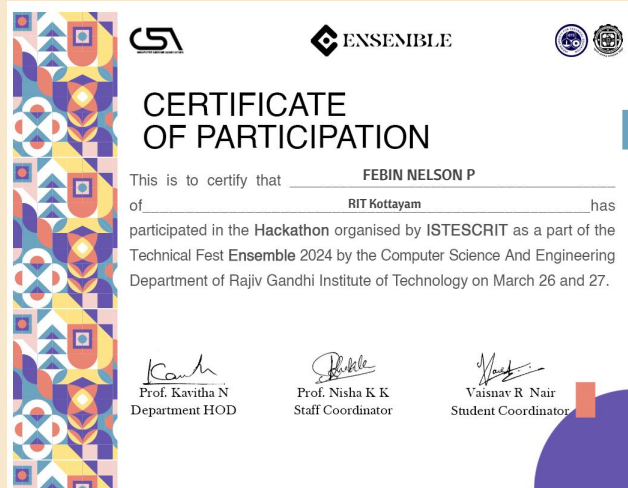 CSA
ENSEMBLE
CERTIFICATE
OF PARTICIPATION
This is to certify that FEBIN NELSON P
of RIT Kottayam has
participated in the Hackathon organised by ISTESCRIT as a part of the
Technical Fest Ensemble 2024 by the Computer Science And Engineering
Department of Rajiv Gandhi Institute of Technology on March 26 and 27.
Prof. Kavitha N Prof. Nisha K K Vaisnav R Nair
Department HOD Staff Coordinator Student Coordinator